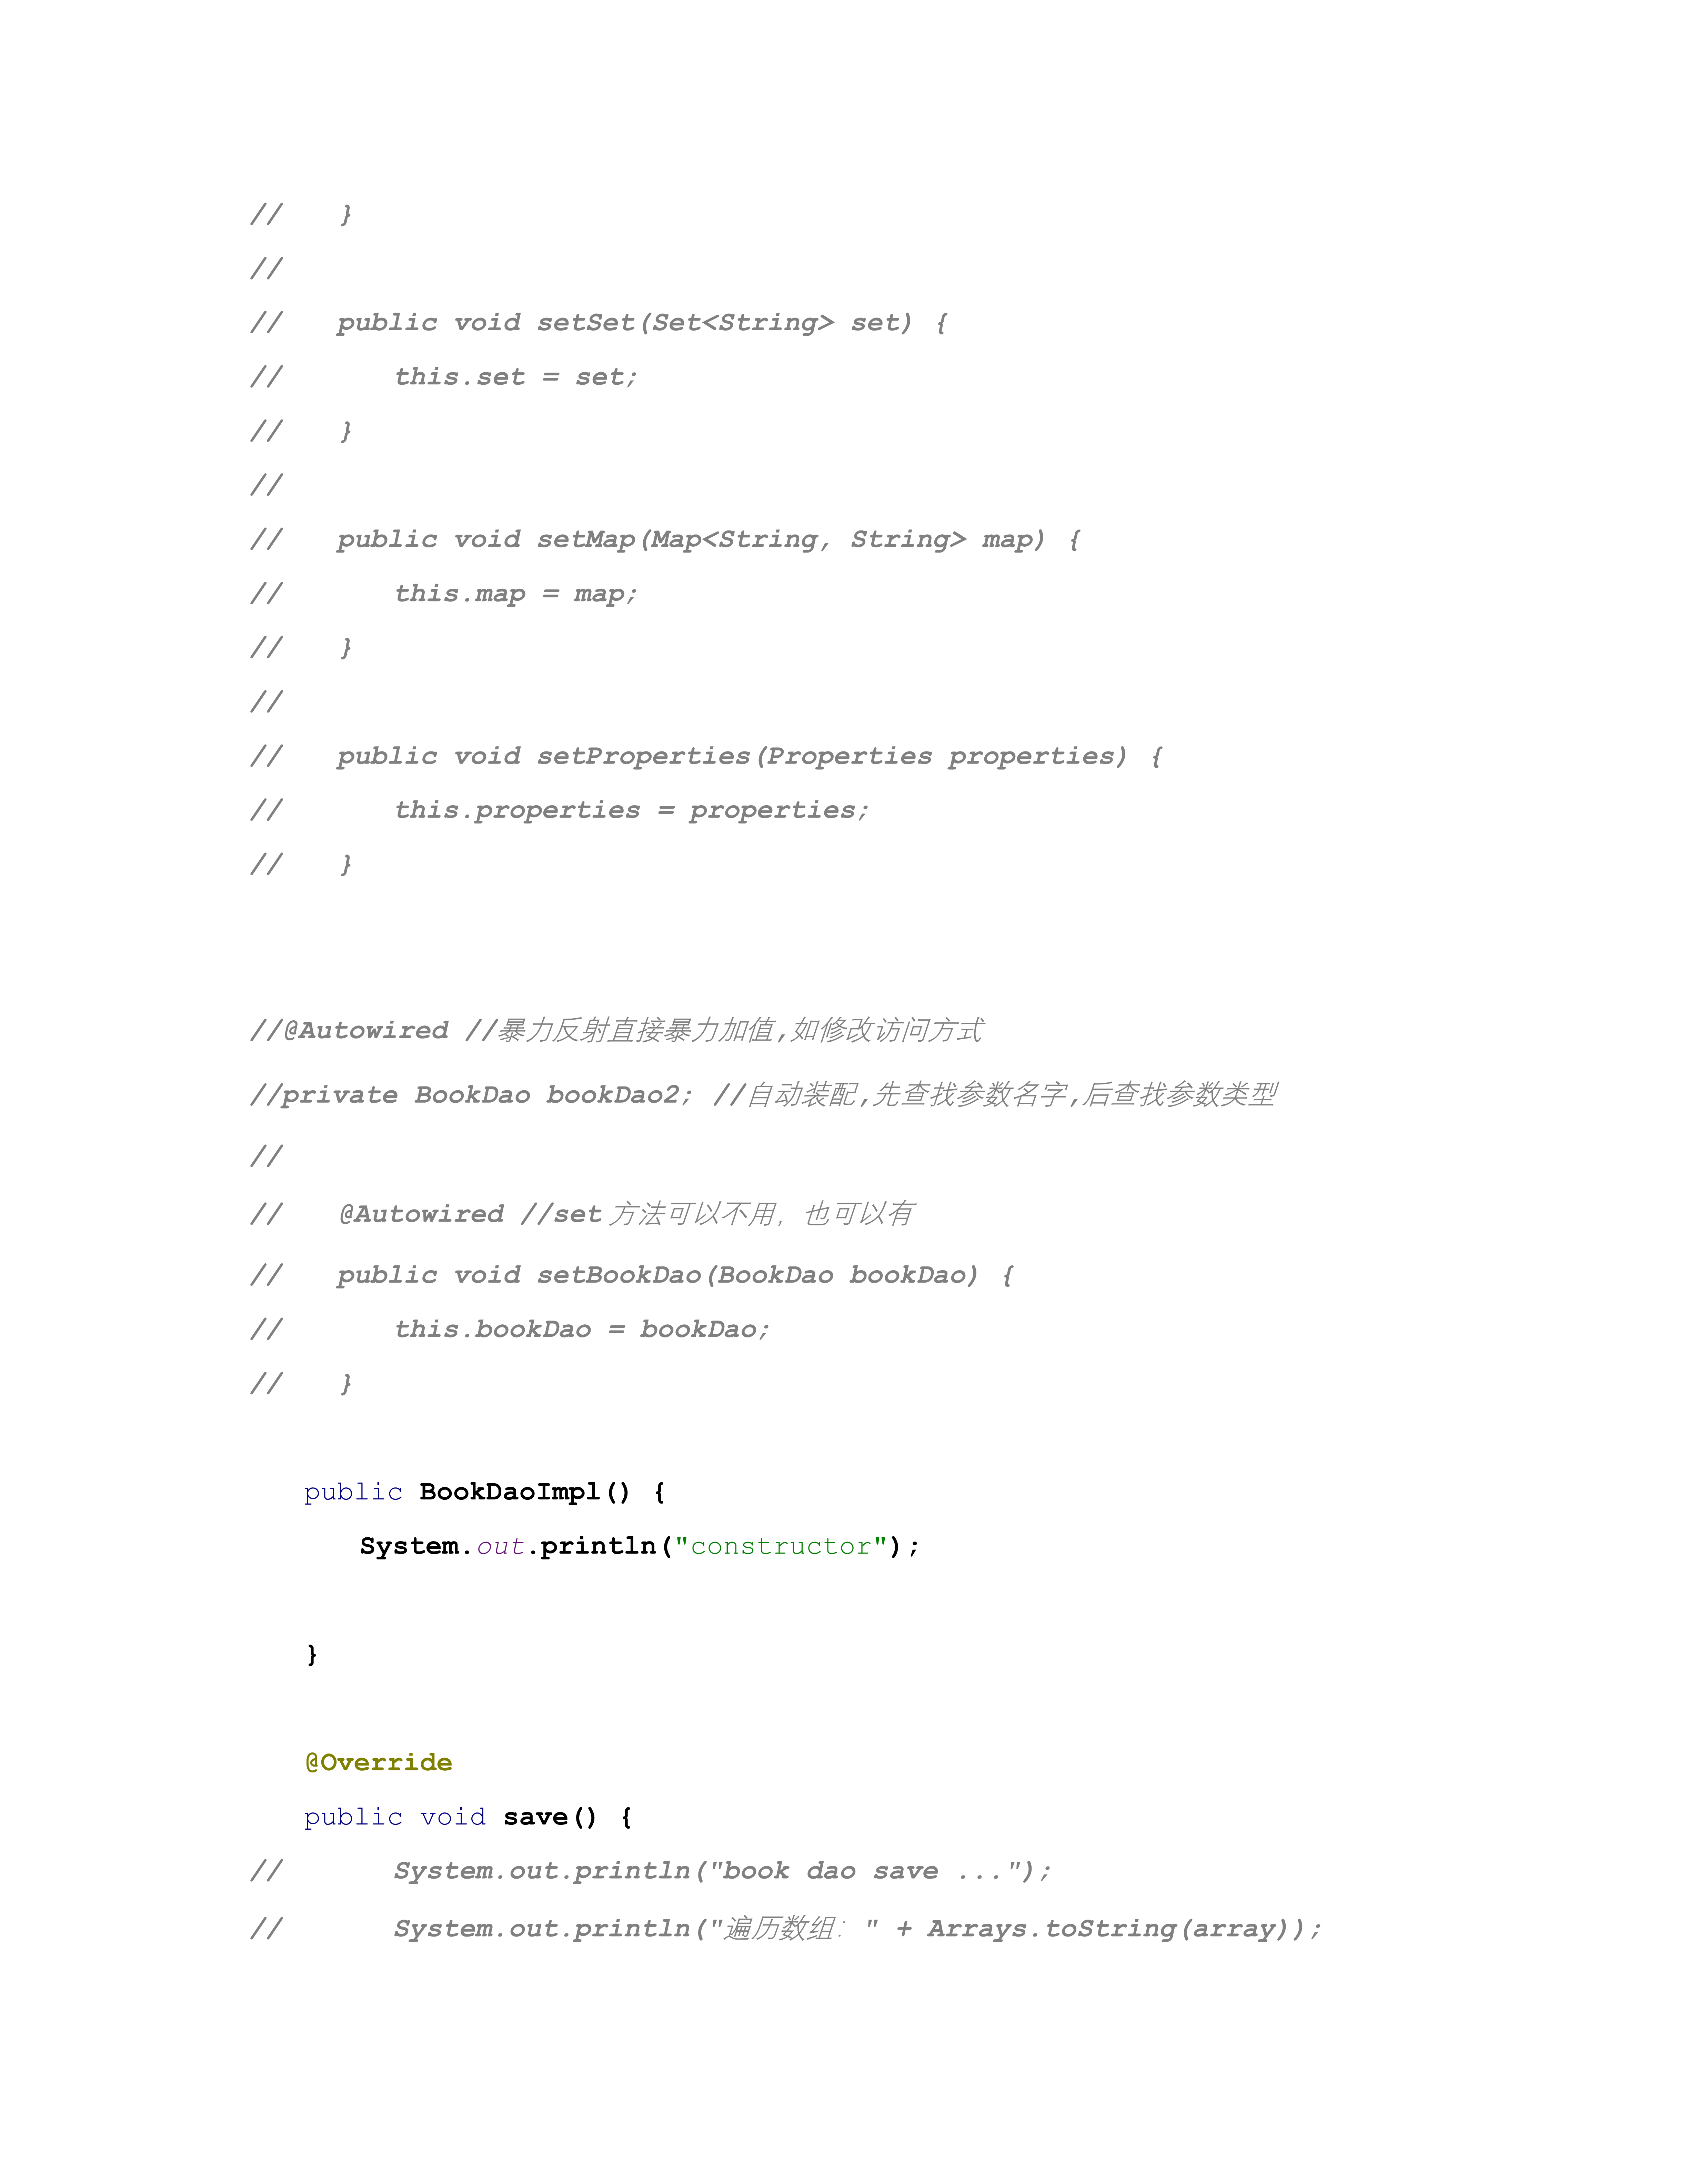 //    }
//
//    public void setSet(Set<String> set) {
//        this.set = set;
//    }
//
//    public void setMap(Map<String, String> map) {
//        this.map = map;
//    }
//
//    public void setProperties(Properties properties) {
//        this.properties = properties;
//    }
//@Autowired //暴力反射直接暴力加值,如修改访问方式
//private BookDao bookDao2; //自动装配,先查找参数名字,后查找参数类型
//
//    @Autowired //set 方法可以不用，也可以有
//    public void setBookDao(BookDao bookDao) {
//        this.bookDao = bookDao;
//    }
    public BookDaoImpl() {
        System.out.println("constructor");
    }
    @Override
    public void save() {
//        System.out.println("book dao save ...");
//        System.out.println("遍历数组：" + Arrays.toString(array));